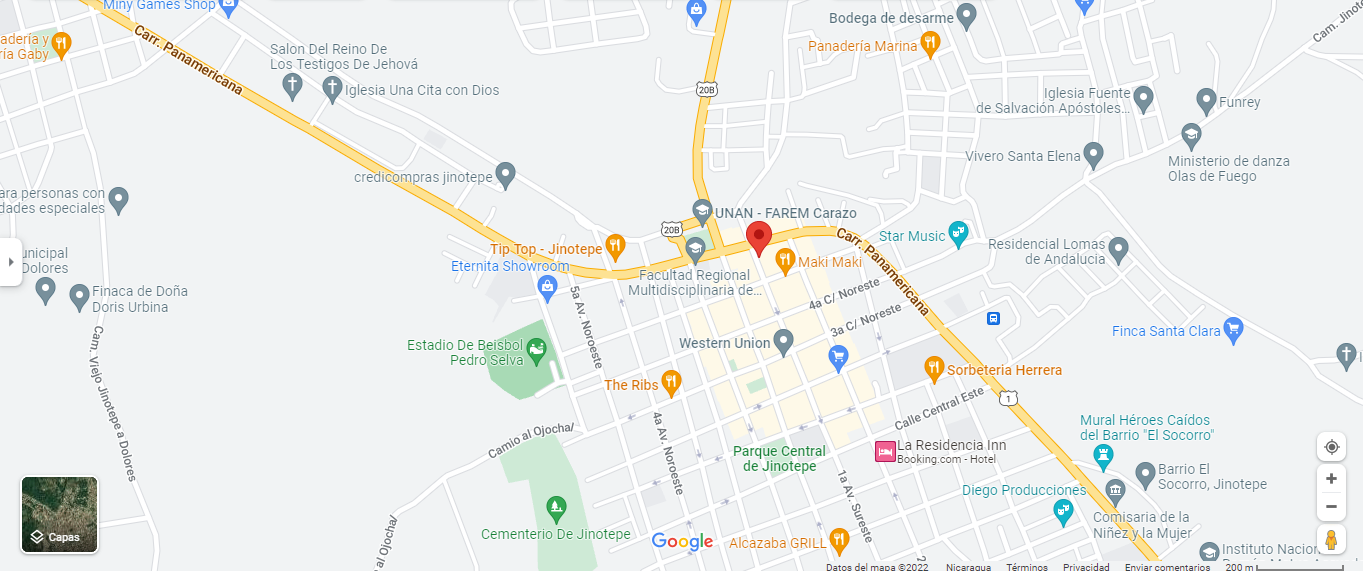 Miny Games Shop
Bodega de desarme
Cam. Jinote
Panadería Marina
adería y
ría Gaby
Carr. Panamericana
Salon Del Reino De
Los Testigos De Jehová
Iglesia Una Cita con Dios
20B
Iglesia Fuente
de Salvación Apóstoles...
Funrey
Vivero Santa Elena
Ministerio de danza
Olas de Fuego
credicompras jinotepe
ara personas con
dades especiales
UNAN - FAREM Carazo
20B
Star Music
Carr. Panamericana
Residencial Lomas
de Andalucia
Tip Top - Jinotepe
Eternita Showroom
Maki Maki
Facultad Regional
Multidisciplinaria de...
unicipal
Dolores
Finaca de Doña
Doris Urbina
5a Av. Noroeste
4a C/ Noreste
3a C/ Noreste
Finca Santa Clara
Western Union
Estadio De Beisbol
Pedro Selva
Cam. Viejo Jinotepe a Dolores
The Ribs
Sorbeteria Herrera
1
Calle Central Este
Camio al Ojocha/
4a Av. Noroeste
Mural Héroes Caídos
del Barrio "El Socorro"
La Residencia Inn
Booking.com - Hotel
Parque Central
de Jinotepe
1a Av. Sureste
Barrio El
Socorro, Jinotepe
Diego Producciones
Comisaria de la
Niñez y la Mujer
Cementerio De Jinotepe
io al Ojocha/
Capas
Google
Alcazaba GRILL
2
Instituto Nacion
Datos del mapa ©2022
Nicaragua
Términos
Privacidad
Enviar comentarios
200 m